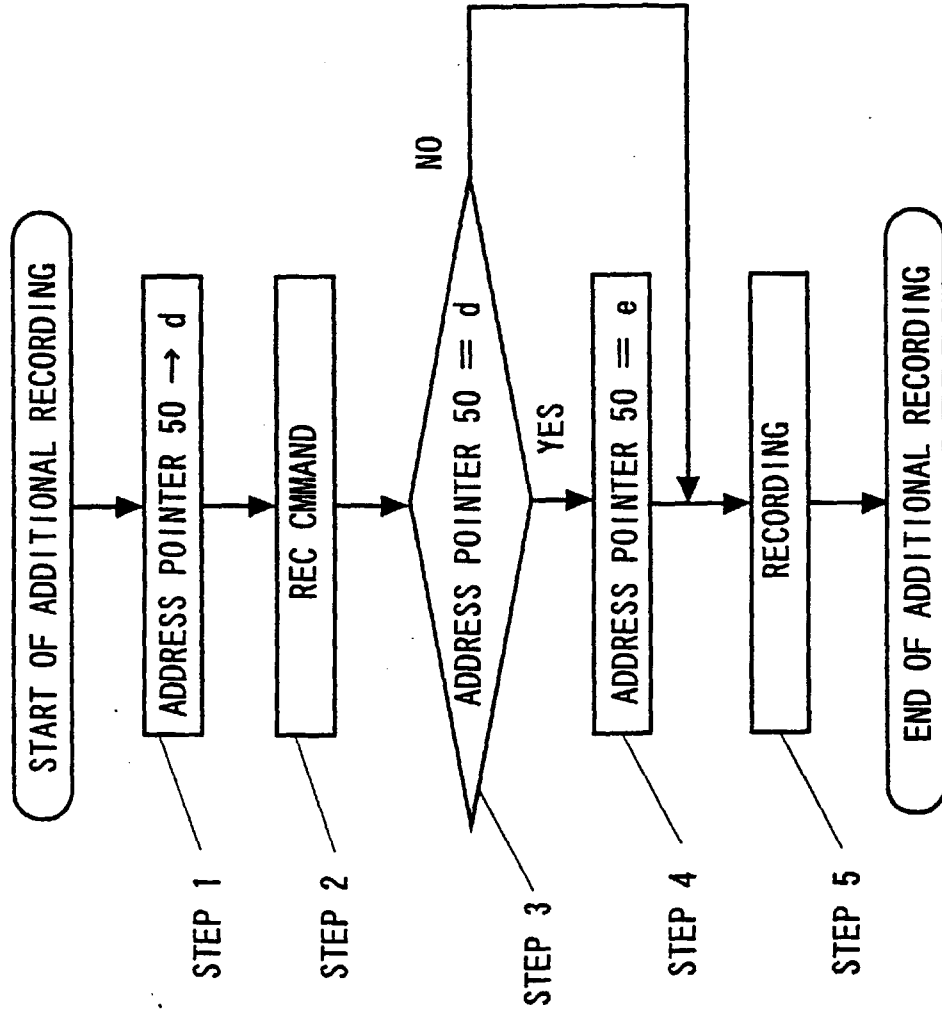 START OF ADDITIONAL RECORDING
STEP 1
ADDRESS POINTER 50 → d
STEP 2
REC CMMAND
STEP 3
ADDRESS POINTER 50 == d
NO
YES
STEP 4
ADDRESS POINTER 50 == e
STEP 5
RECORDING
END OF ADDITIONAL RECORDING